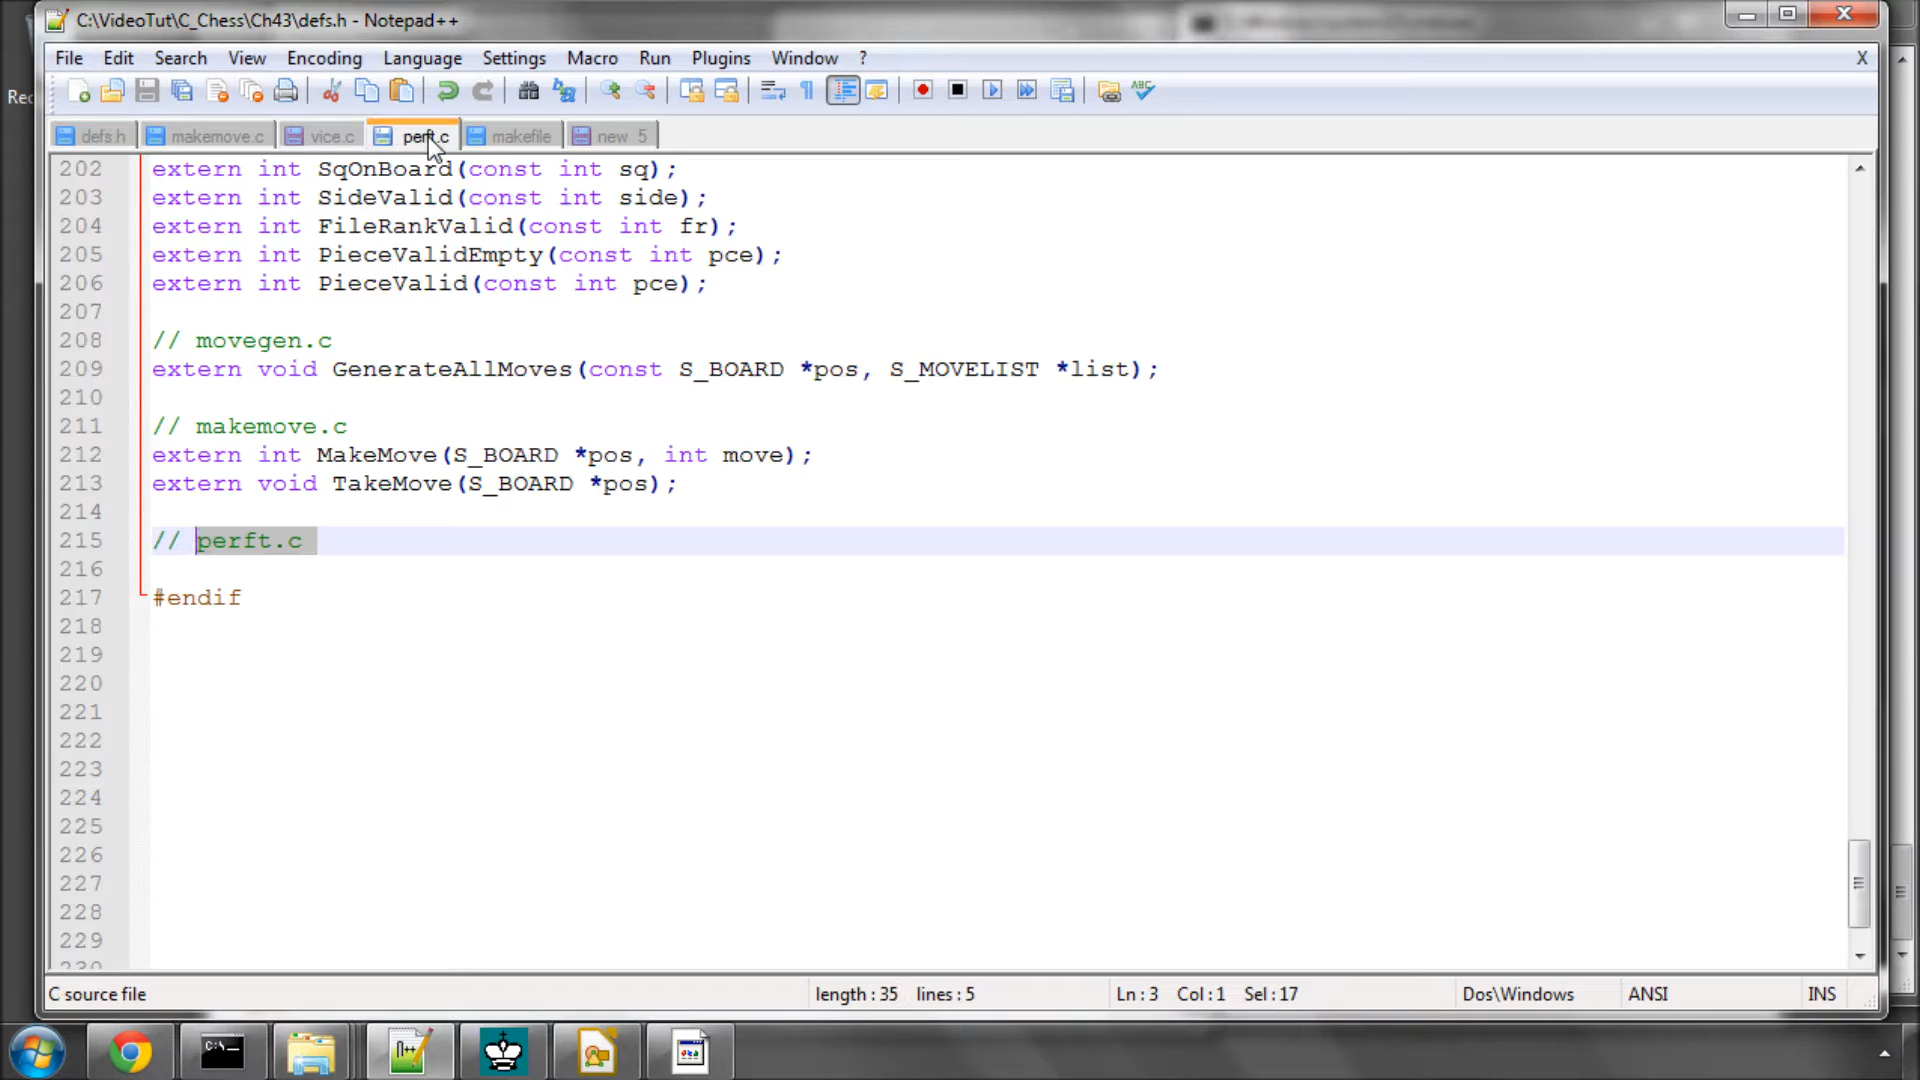 C:\VideoTut\C_Chess\Ch43\defs.h - Notepad++
File Edit Search View Encoding Language Settings Macro Run Plugins Window ? X
defs.h makemove.c vice.c perft.c makefile new 5
202 extern int SqOnBoard(const int sq);
203 extern int SideValid(const int side);
204 extern int FileRankValid(const int fr);
205 extern int PieceValidEmpty(const int pce);
206 extern int PieceValid(const int pce);
207
208 // movegen.c
209 extern void GenerateAllMoves(const S_BOARD *pos, S_MOVELIST *list);
210
211 // makemove.c
212 extern int MakeMove(S_BOARD *pos, int move);
213 extern void TakeMove(S_BOARD *pos);
214
215 // perft.c
216
217 #endif
218
219
220
221
222
223
224
225
226
227
228
229
230
C source file length : 35 lines : 5 Ln : 3 Col : 1 Sel : 17 Dos\Windows ANSI INS